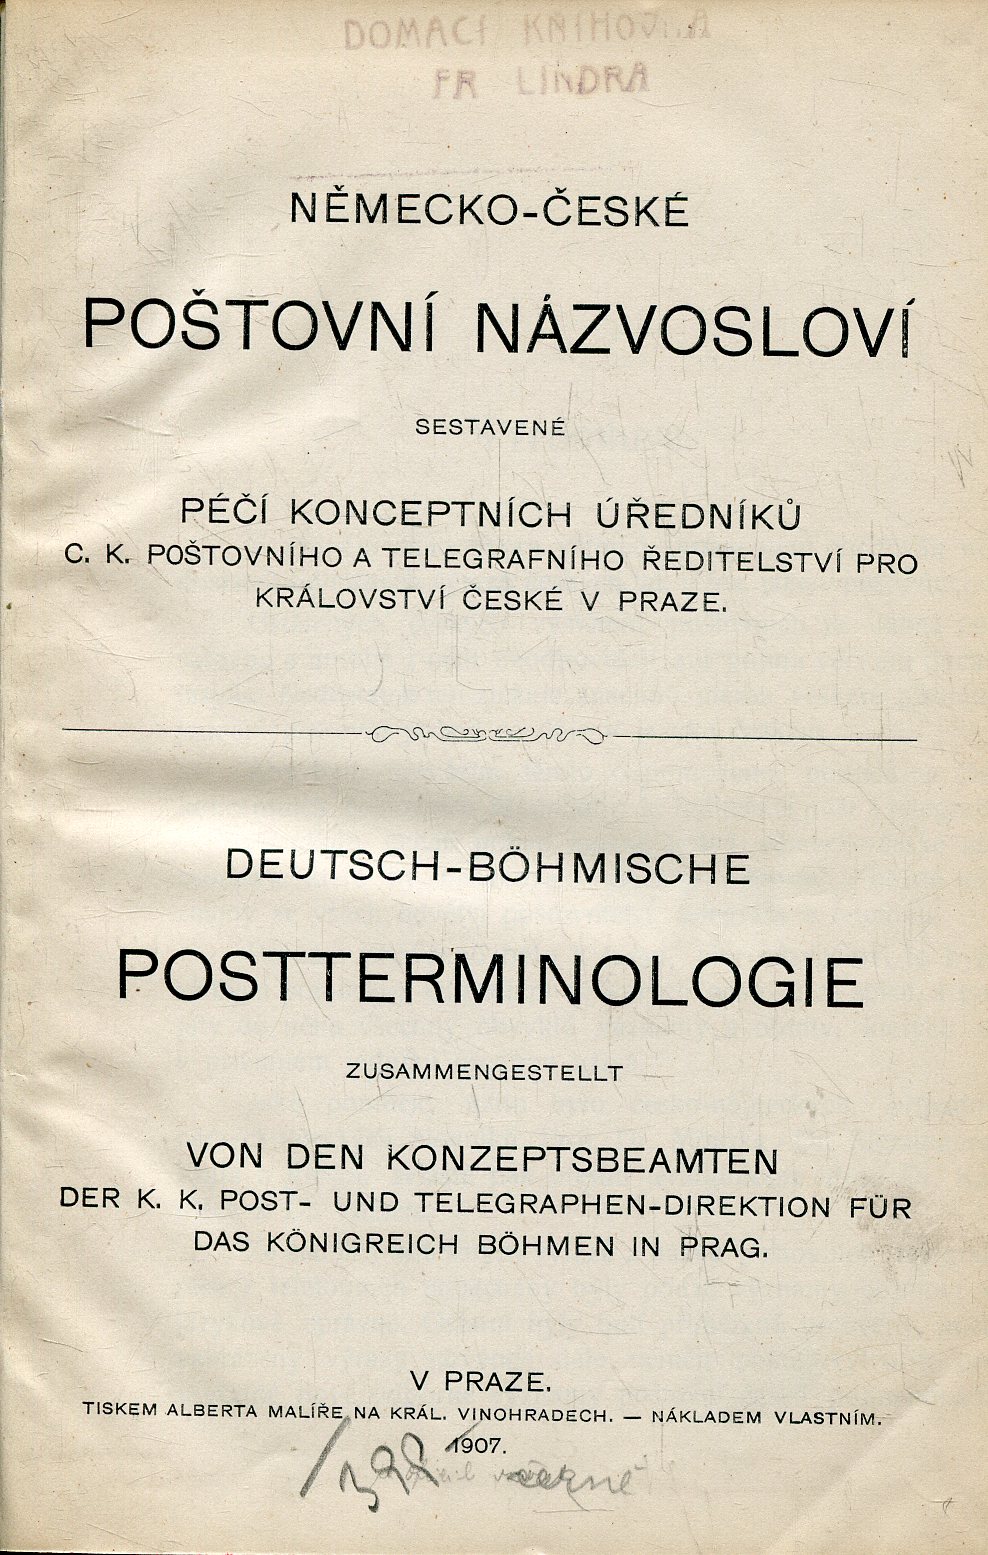 DOMACÍ KNIHOVNA
FR LINDRA
NĚMECKO-ČESKÉ
POŠTOVNÍ NÁZVOSLOVÍ
SESTAVENÉ
PÉČÍ KONCEPTNÍCH ÚŘEDNÍKŮ
C. K. POŠTOVNÍHO A TELEGRAFNÍHO ŘEDITELSTVÍ PRO
KRÁLOVSTVÍ ČESKÉ V PRAZE.
DEUTSCH-BÖHMISCHE
POSTTERMINOLOGIE
ZUSAMMENGESTELLT
VON DEN KONZEPTSBEAMTEN
DER K. K. POST- UND TELEGRAPHEN-DIREKTION FÜR
DAS KÖNIGREICH BÖHMEN IN PRAG.
V PRAZE.
TISKEM ALBERTA MALÍŘE NA KRÁL. VINOHRADECH. — NÁKLADEM VLASTNÍM.
1907.